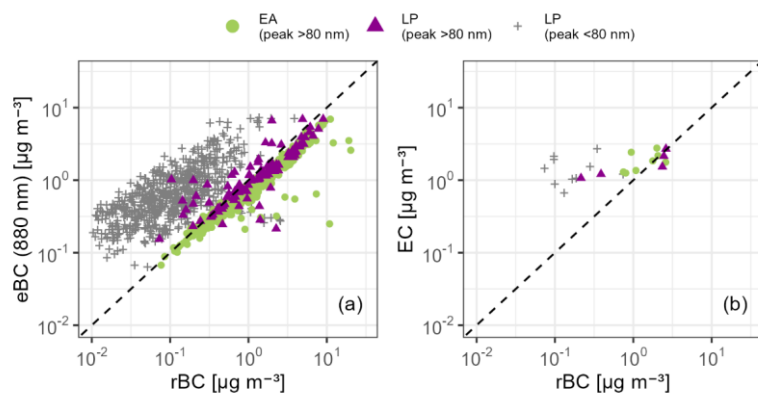 EA
(peak >80 nm)
LP
(peak >80 nm)
LP
(peak <80 nm)
eBC (880 nm) [µg m⁻³]
10¹
10⁰
10⁻¹
10⁻²
(a)
10⁻² 10⁻¹ 10⁰ 10¹
rBC [µg m⁻³]
EC [µg m⁻³]
10¹
10⁰
10⁻¹
10⁻²
(b)
10⁻² 10⁻¹ 10⁰ 10¹
rBC [µg m⁻³]